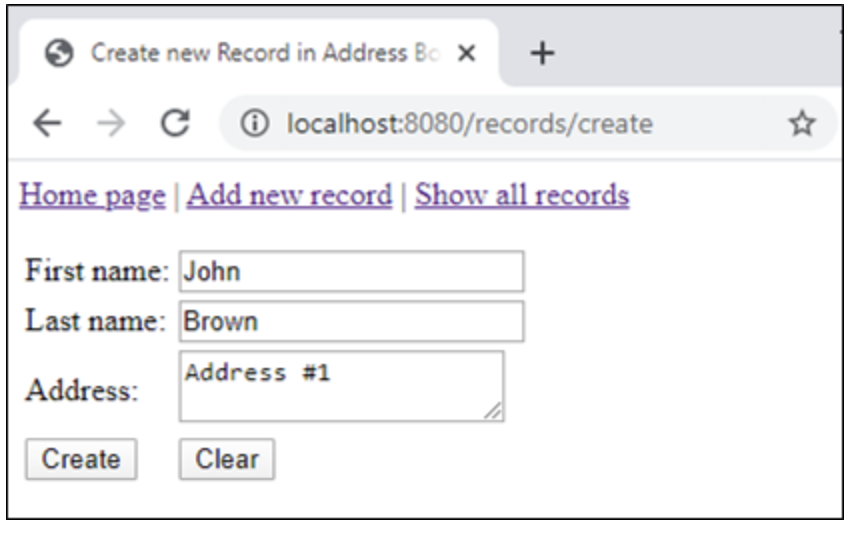 Create new Record in Address Bo
localhost:8080/records/create
Home page | Add new record | Show all records
First name: John
Last name: Brown
Address: Address #1
Create Clear